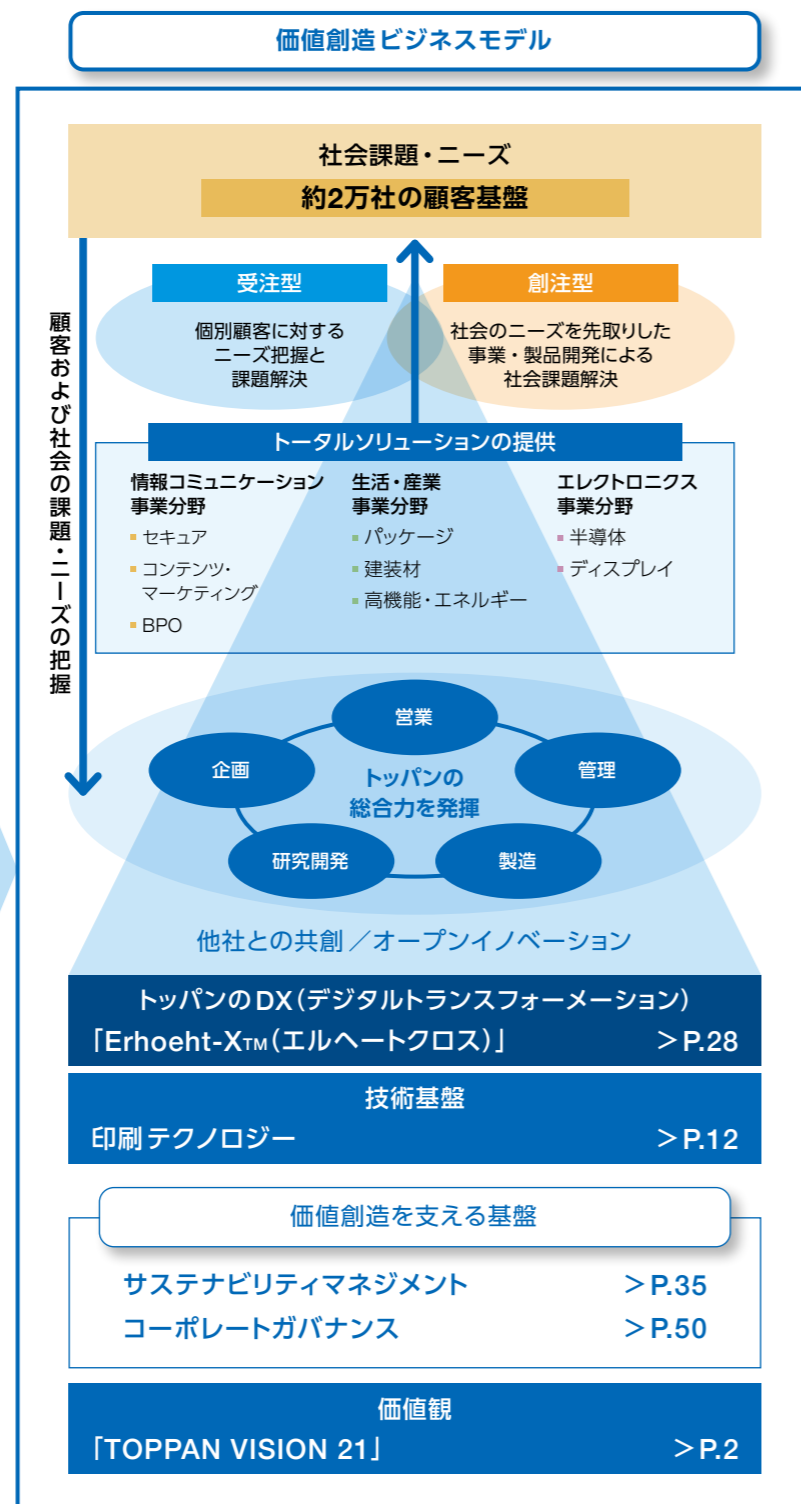 価値創造ビジネスモデル
社会課題・ニーズ
約2万社の顧客基盤
顧客および社会の課題・ニーズの把握
受注型
個別顧客に対する
ニーズ把握と
課題解決
創注型
社会のニーズを先取りした
事業・製品開発による
社会課題解決
トータルソリューションの提供
情報コミュニケーション
事業分野
セキュア
コンテンツ・
マーケティング
BPO
生活・産業
事業分野
パッケージ
建装材
高機能・エネルギー
エレクトロニクス
事業分野
半導体
ディスプレイ
営業
企画
管理
トッパンの
総合力を発揮
研究開発
製造
他社との共創／オープンイノベーション
トッパンのDX（デジタルトランスフォーメーション）
「Erhoeht-X™（エルヘートクロス）」 ＞P.28
技術基盤
印刷テクノロジー ＞P.12
価値創造を支える基盤
サステナビリティマネジメント ＞P.35
コーポレートガバナンス ＞P.50
価値観
「TOPPAN VISION 21」 ＞P.2